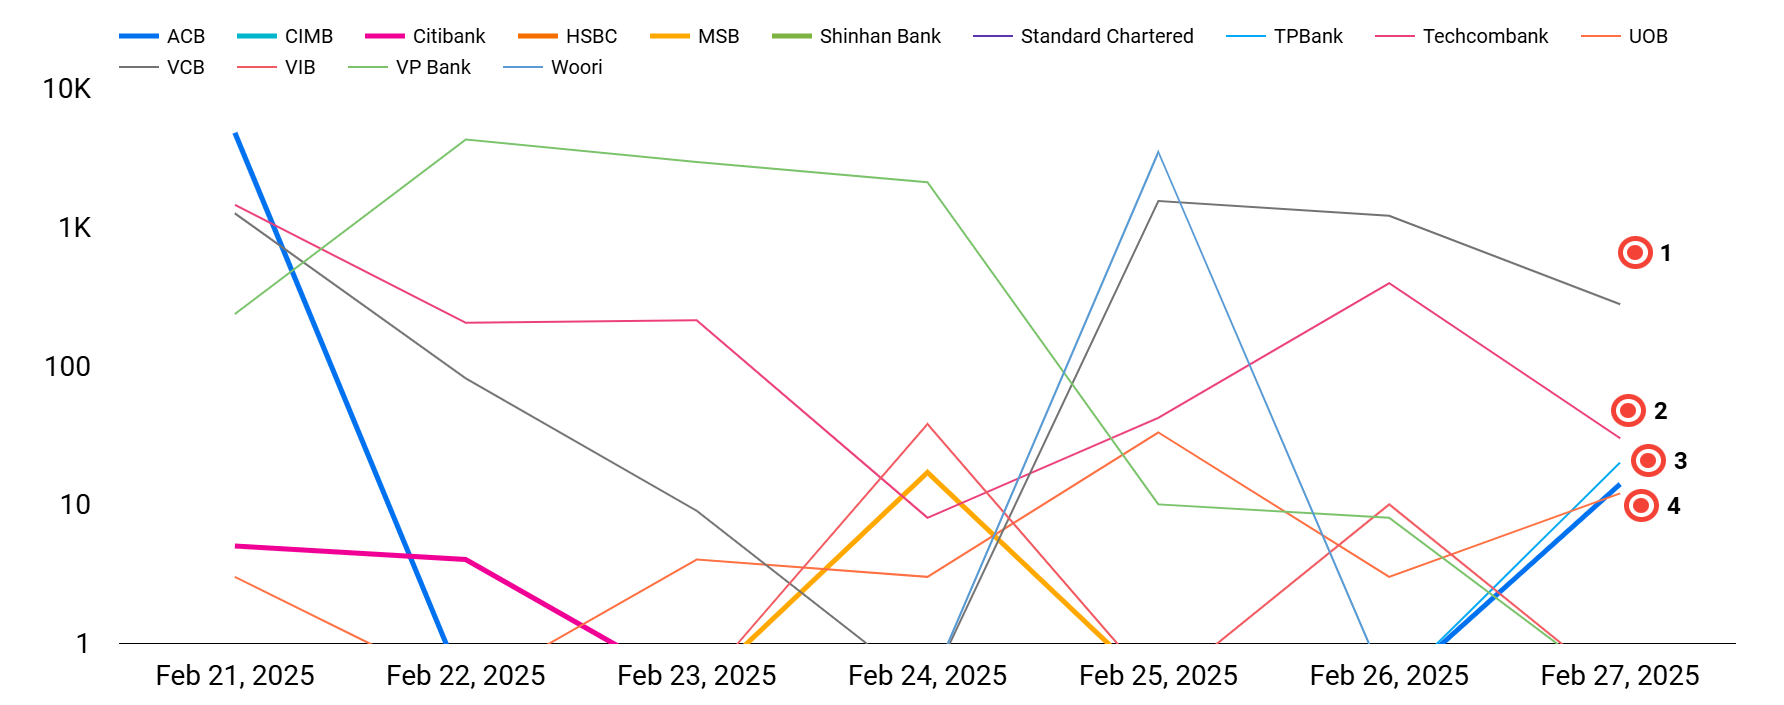 ACB CIMB Citibank HSBC MSB Shinhan Bank Standard Chartered TPBank Techcombank UOB
VCB VIB VP Bank Woori
10K
1K
1
100
2
3
10
4
1
Feb 21, 2025 Feb 22, 2025 Feb 23, 2025 Feb 24, 2025 Feb 25, 2025 Feb 26, 2025 Feb 27, 2025